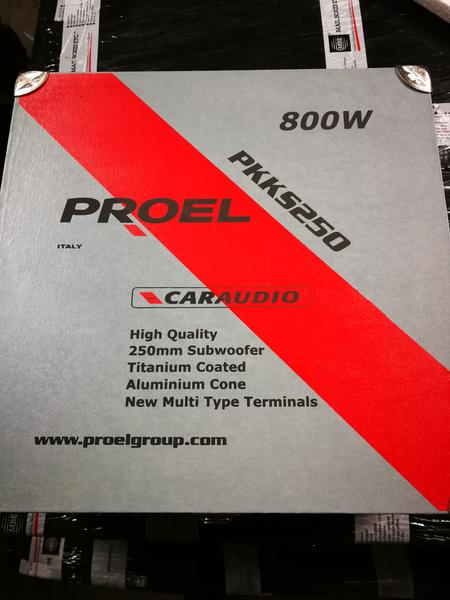 800W
PKKS250
PROEL
ITALY
CARAUDIO
High Quality
250mm Subwoofer
Titanium Coated
Aluminium Cone
New Multi Type Terminals
www.proelgroup.com